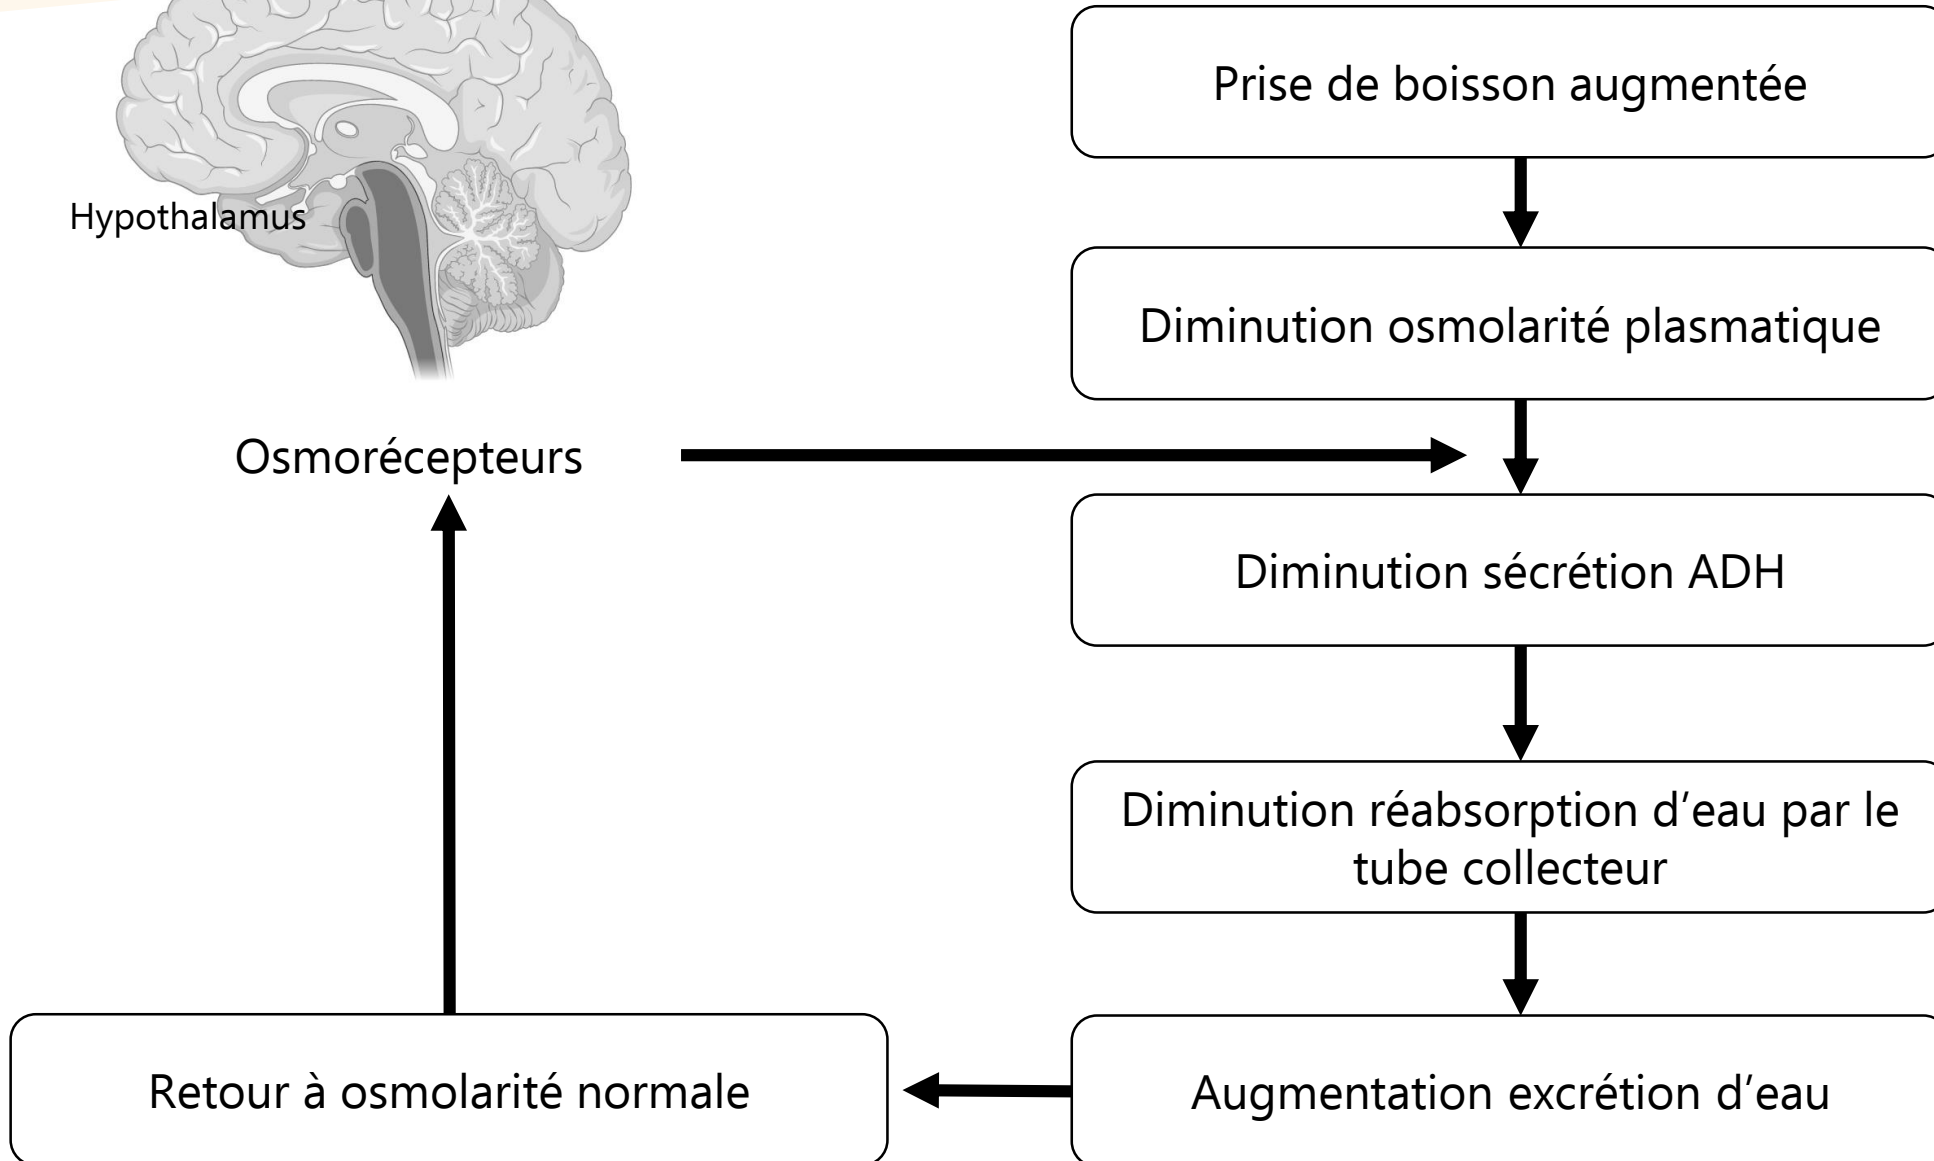 Prise de boisson augmentée
Hypothalamus
Diminution osmolarité plasmatique
Osmorécepteurs
Diminution sécrétion ADH
Diminution réabsorption d’eau par le
tube collecteur
Augmentation excrétion d’eau
Retour à osmolarité normale